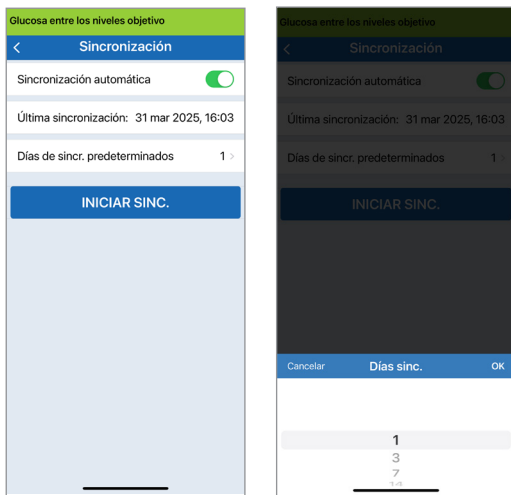 Glucosa entre los niveles objetivo
Sincronización
Sincronización automática
Última sincronización: 31 mar 2025, 16:03
Días de sincr. predeterminados 1
INICIAR SINC.
Glucosa entre los niveles objetivo
Sincronización
Sincronización automática
Última sincronización: 31 mar 2025, 16:03
Días de sincr. predeterminados 1
INICIAR SINC.
Cancelar Días sinc. OK
1
3
7
14